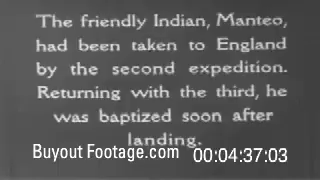 The friendly Indian, Manteo,
had been taken to England
by the second expedition.
Returning with the third, he
was baptized soon after
landing.
Buyout Footage.com 00:04:37:03